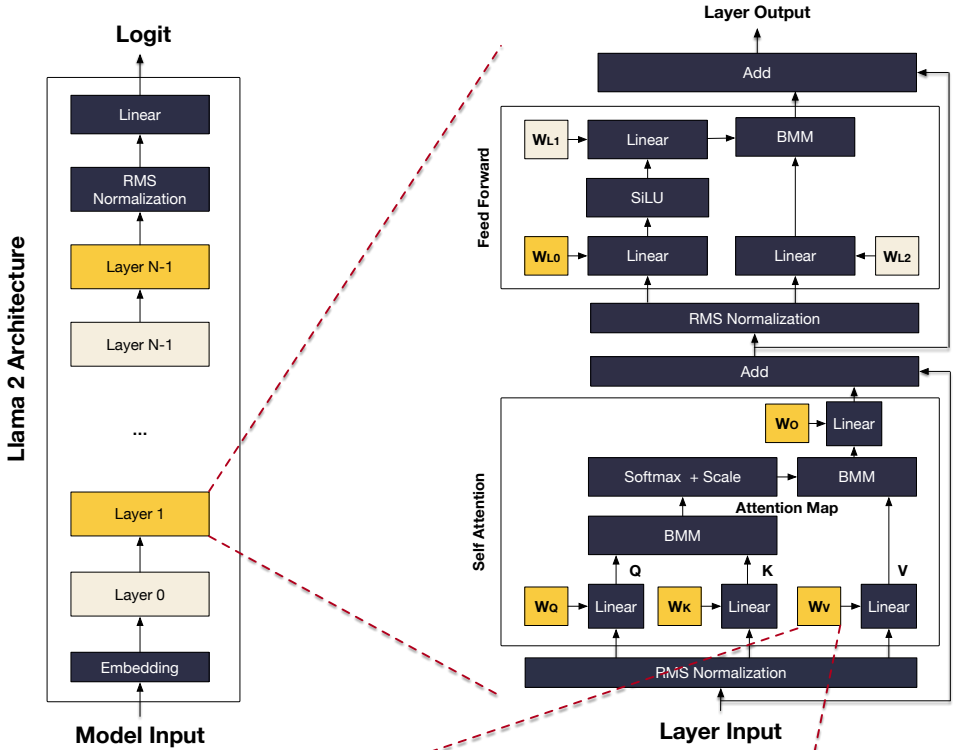 Llama 2 Architecture
Logit
Linear
RMS
Normalization
Layer N-1
Layer N-1
...
Layer 1
Layer 0
Embedding
Model Input
Layer Output
Add
Feed Forward
WL1
Linear
BMM
SiLU
WL0
Linear
Linear
WL2
RMS Normalization
Add
Self Attention
WO
Linear
Softmax + Scale
BMM
Attention Map
BMM
Q
K
V
WQ
Linear
WK
Linear
WV
Linear
RMS Normalization
Layer Input